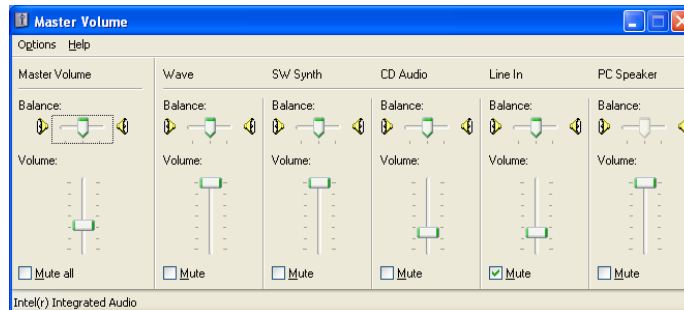 Master Volume
Options Help
Master Volume Wave SW Synth CD Audio Line In PC Speaker
Balance: Balance: Balance: Balance: Balance: Balance:
Volume: Volume: Volume: Volume: Volume: Volume:
Mute all Mute Mute Mute Mute Mute
Intel(r) Integrated Audio